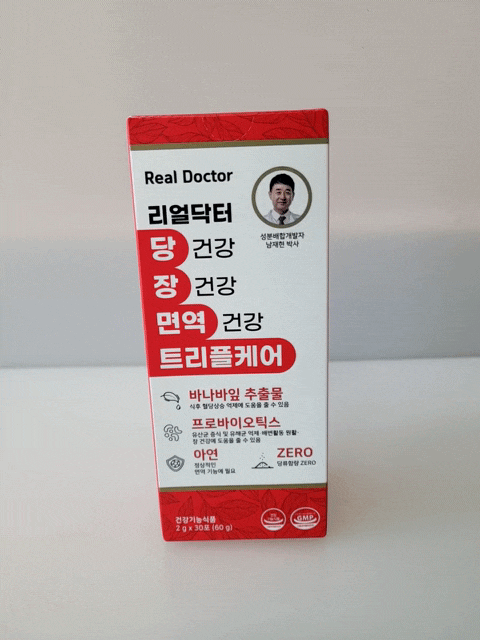 Real Doctor
리얼닥터
성분배합개발자
남재현 박사
당 건강
장 건강
면역 건강
트리플케어
바나바잎 추출물
식후 혈당상승 억제에 도움을 줄 수 있음
프로바이오틱스
유산균 증식 및 유해균 억제·배변활동 원활·
장 건강에 도움을 줄 수 있음
아연
정상적인
면역 기능에 필요
ZERO
당류함량 ZERO
건강기능식품
2 g x 30포 (60 g)
GMP